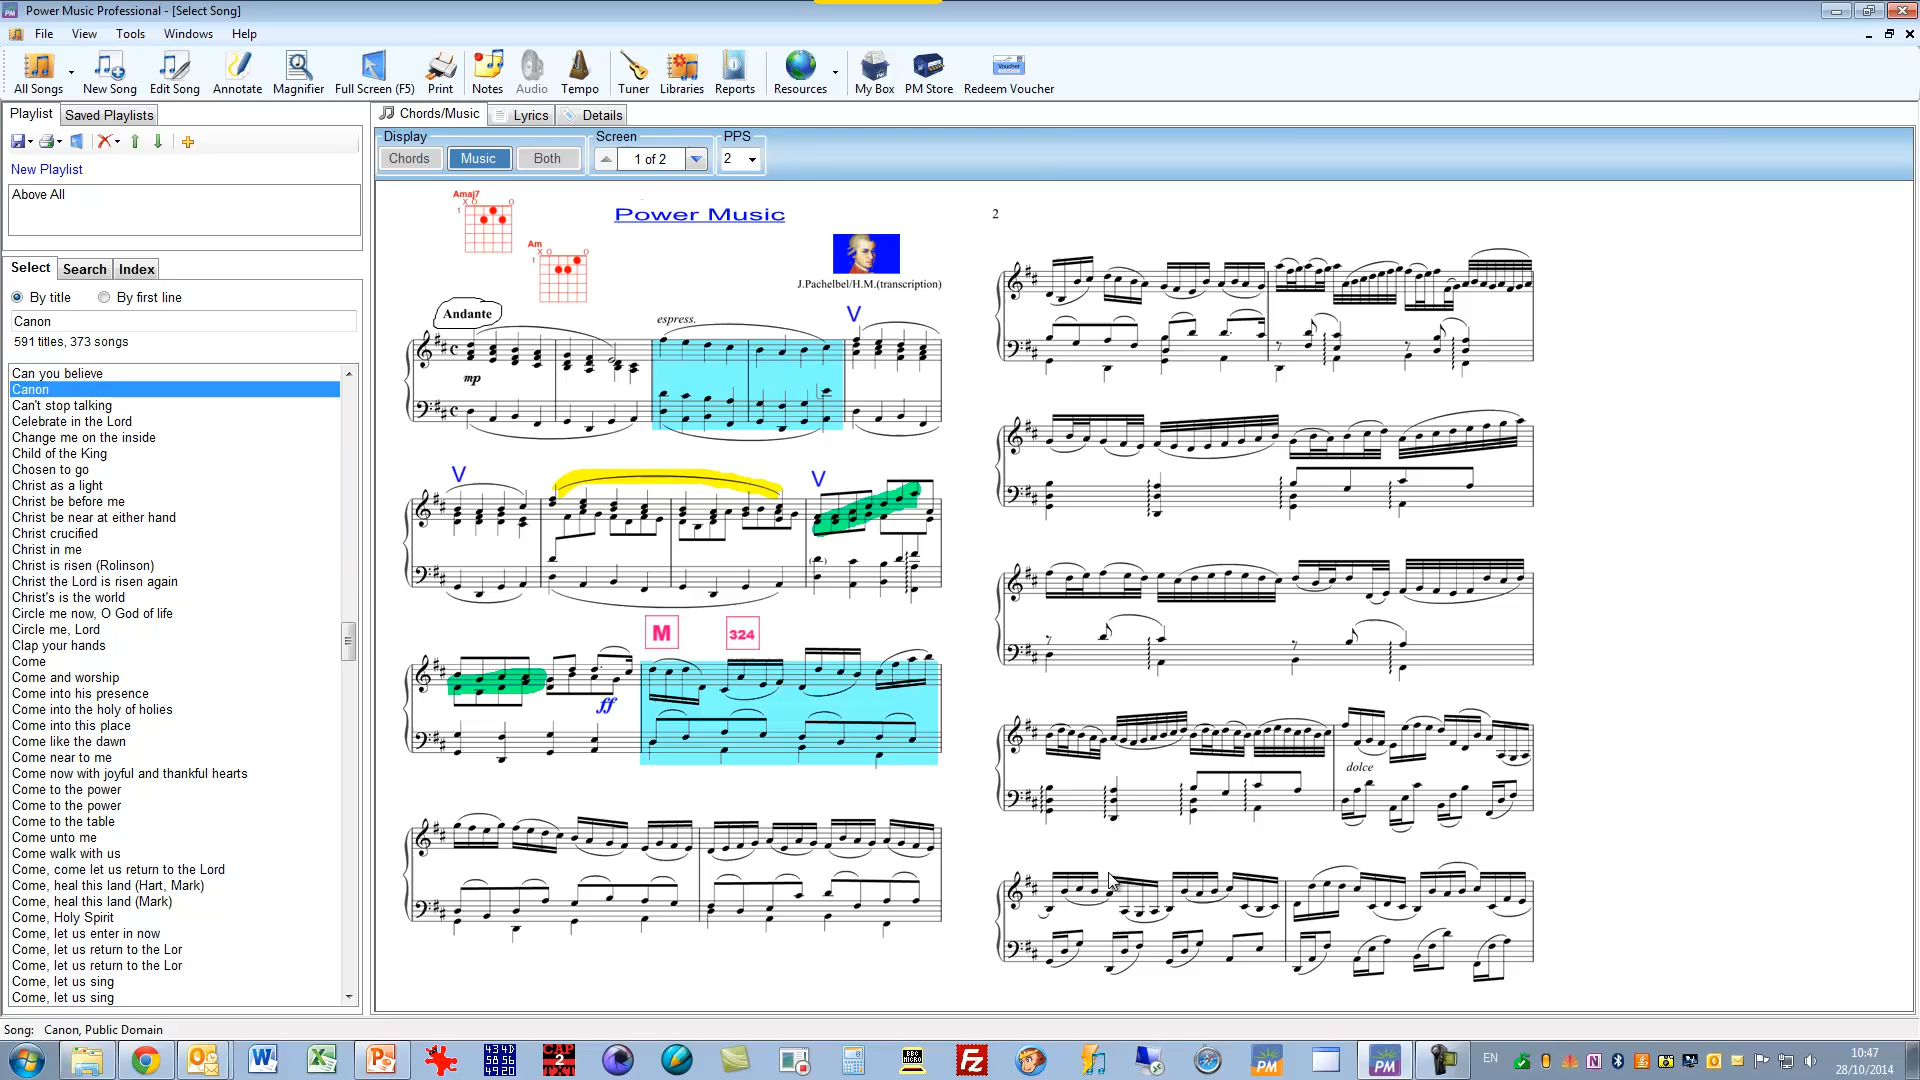 Power Music Professional - [Select Song]
File View Tools Windows Help
All Songs New Song Edit Song Annotate Magnifier Full Screen (F5) Print Notes Audio Tempo Tuner Libraries Reports Resources My Box PM Store Redeem Voucher
Voucher
Playlist Saved Playlists
New Playlist
Above All
Select Search Index
By title By first line
Canon
591 titles, 373 songs
Can you believe
Canon
Can't stop talking
Celebrate in the Lord
Change me on the inside
Child of the King
Chosen to go
Christ as a light
Christ be before me
Christ be near at either hand
Christ crucified
Christ in me
Christ is risen (Rolinson)
Christ the Lord is risen again
Christ's is the world
Circle me now, O God of life
Circle me, Lord
Clap your hands
Come
Come and worship
Come into his presence
Come into the holy of holies
Come into this place
Come like the dawn
Come near to me
Come now with joyful and thankful hearts
Come to the power
Come to the power
Come to the table
Come unto me
Come walk with us
Come, come let us return to the Lord
Come, heal this land (Hart, Mark)
Come, heal this land (Mark)
Come, Holy Spirit
Come, let us enter in now
Come, let us return to the Lor
Come, let us return to the Lor
Come, let us sing
Come, let us sing
Chords/Music Lyrics Details
Display Screen PPS
Chords Music Both 1 of 2 2
Amaj7
X O O
1
Am
X O O
1
Power Music
J.Pachelbel/H.M.(transcription)
Andante
espress.
V
mp
V
V
M 324
ff
2
dolce
Song: Canon, Public Domain
434D
5856
4920
CAP
2
TXT
BBC
MICRO
PM
PM
EN
10:47
28/10/2014